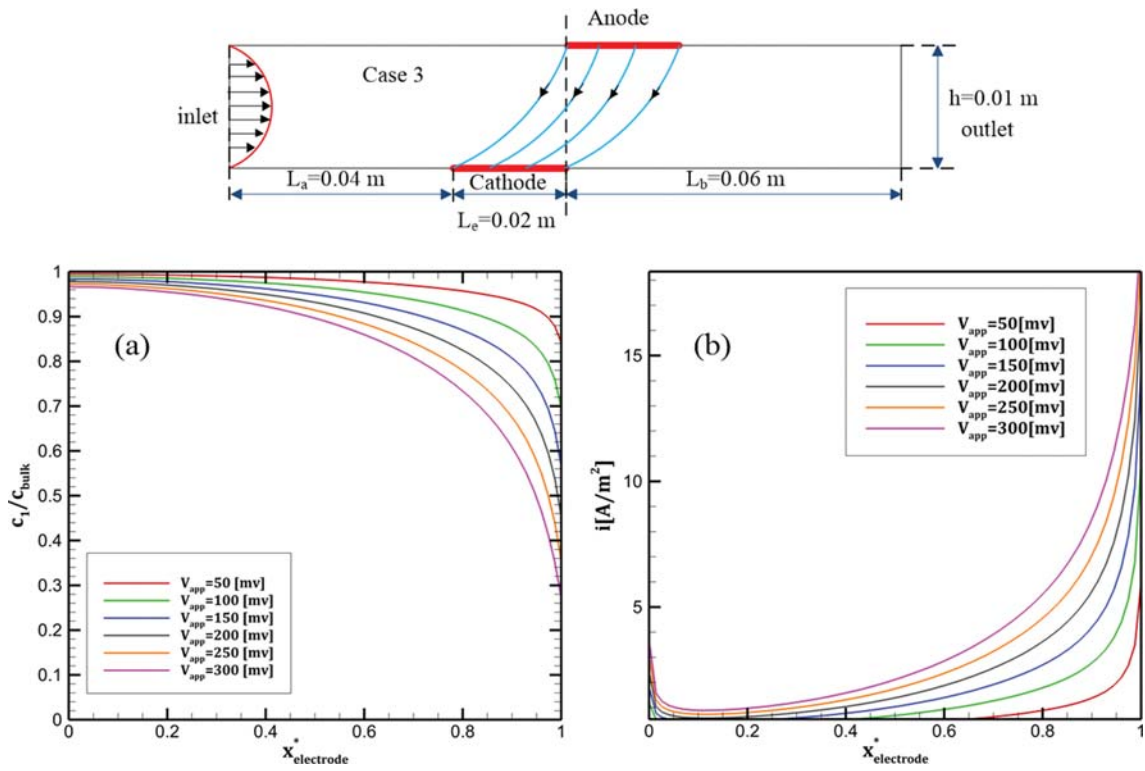 Anode
Case 3
inlet
h=0.01 m
outlet
Cathode
Lₐ=0.04 m
L_b=0.06 m
Lₑ=0.02 m
(a)
c₁/c_bulk
1
0.9
0.8
0.7
0.6
0.5
0.4
0.3
0.2
0.1
0
V_app=50 [mv]
V_app=100 [mv]
V_app=150 [mv]
V_app=200 [mv]
V_app=250 [mv]
V_app=300 [mv]
0 0.2 0.4 0.6 0.8 1
x*_electrode
(b)
i[A/m²]
15
10
5
V_app=50[mv]
V_app=100[mv]
V_app=150[mv]
V_app=200[mv]
V_app=250[mv]
V_app=300[mv]
0 0.2 0.4 0.6 0.8 1
x*_electrode